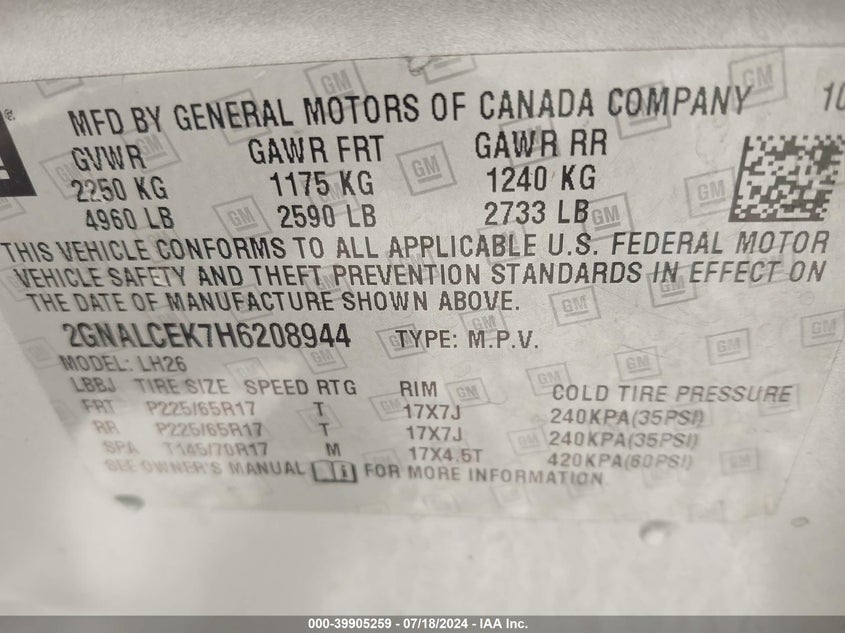 MFD BY GENERAL MOTORS OF CANADA COMPANY 10
GVWR GAWR FRT GAWR RR
2250 KG 1175 KG 1240 KG
4960 LB 2590 LB 2733 LB
THIS VEHICLE CONFORMS TO ALL APPLICABLE U.S. FEDERAL MOTOR
VEHICLE SAFETY AND THEFT PREVENTION STANDARDS IN EFFECT ON
THE DATE OF MANUFACTURE SHOWN ABOVE.
2GNALCEK7H6208944 TYPE: M.P.V.
MODEL: LH26
LBBJ TIRE SIZE SPEED RTG RIM COLD TIRE PRESSURE
FRT P225/65R17 T 17X7J 240KPA(35PSI)
RR P225/65R17 T 17X7J 240KPA(35PSI)
SPA T145/70R17 M 17X4.5T 420KPA(60PSI)
SEE OWNER'S MANUAL FOR MORE INFORMATION
000-39905259 - 07/18/2024 - IAA Inc.